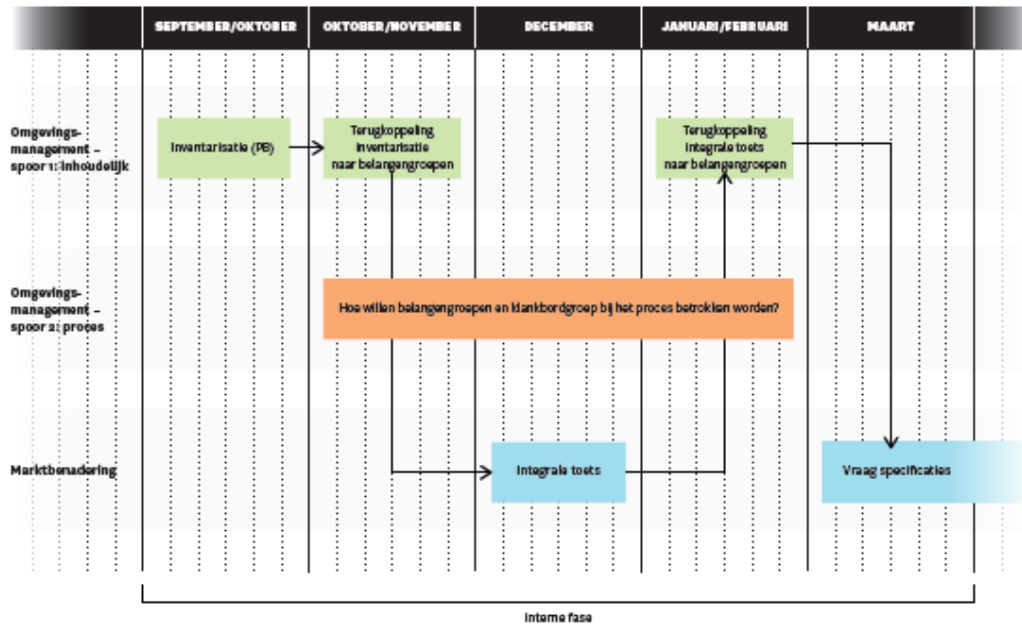 SEPTEMBER/OKTOBER
OKTOBER/NOVEMBER
DECEMBER
JANUARI/FEBRUARI
MAART
Omgevings-
management –
spoor 1: inhoudelijk
Inventarisatie (PB)
Terugkoppeling
inventarisatie
naar belangengroepen
Terugkoppeling
integrale toets
naar belangengroepen
Omgevings-
management –
spoor 2: proces
Hoe willen belangengroepen en klankbordgroep bij het proces betrokken worden?
Marktbenadering
Integrale toets
Vraag specificaties
Interne fase